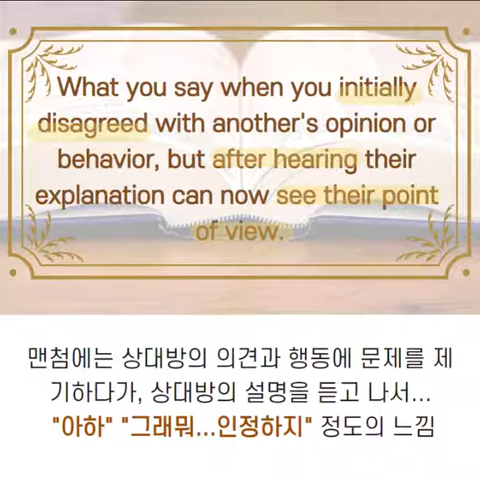 What you say when you initially
disagreed with another's opinion or
behavior, but after hearing their
explanation can now see their point
of view.
맨첨에는 상대방의 의견과 행동에 문제를 제
기하다가, 상대방의 설명을 듣고 나서...
"아하" "그래뭐...인정하지" 정도의 느낌